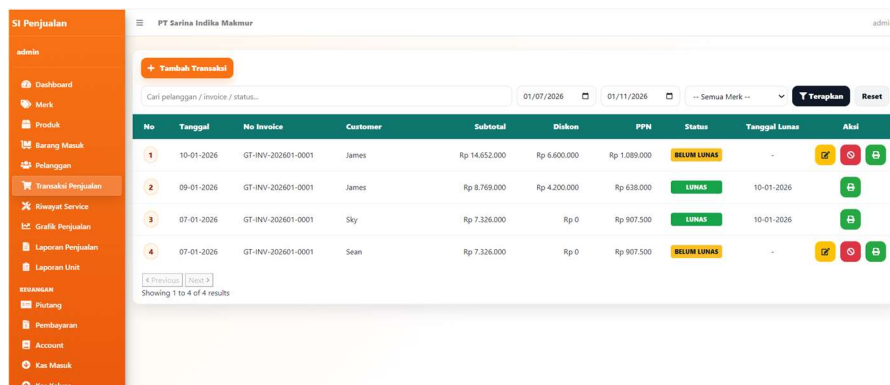 SI Penjualan
PT Sarina Indika Makmur
admin
Dashboard
Merk
Produk
Barang Masuk
Pelanggan
Transaksi Penjualan
Riwayat Service
Grafik Penjualan
Laporan Penjualan
Laporan Unit
KEUANGAN
Piutang
Pembayaran
Account
Kas Masuk
+ Tambah Transaksi
Cari pelanggan / invoice / status...
01/07/2026 01/11/2026 -- Semua Merk -- Terapkan Reset
No Tanggal No Invoice Customer Subtotal Diskon PPN Status Tanggal Lunas Aksi
1 10-01-2026 GT-INV-202601-0001 James Rp 14.652.000 Rp 6.600.000 Rp 1.089.000 BELUM LUNAS -
2 09-01-2026 GT-INV-202601-0001 James Rp 8.769.000 Rp 4.200.000 Rp 638.000 LUNAS 10-01-2026
3 07-01-2026 GT-INV-202601-0001 Sky Rp 7.326.000 Rp 0 Rp 907.500 LUNAS 10-01-2026
4 07-01-2026 GT-INV-202601-0001 Sean Rp 7.326.000 Rp 0 Rp 907.500 BELUM LUNAS -
Previous Next
Showing 1 to 4 of 4 results